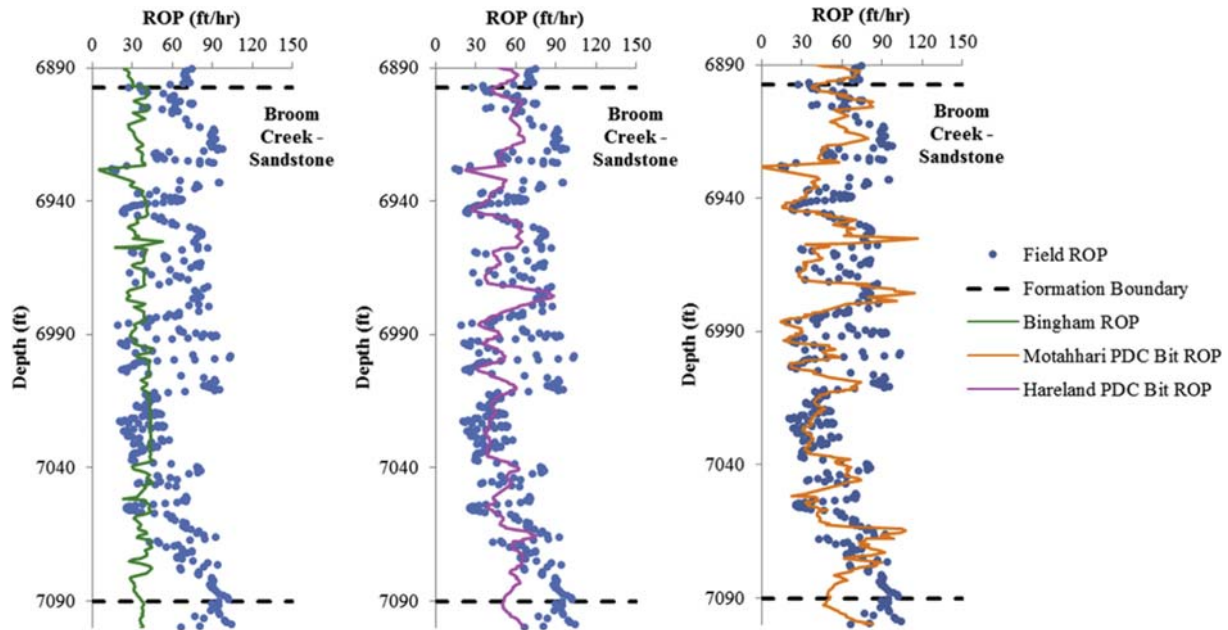 ROP (ft/hr)
0 30 60 90 120 150
6890
6940
6990
7040
7090
Depth (ft)
Broom
Creek -
Sandstone
ROP (ft/hr)
0 30 60 90 120 150
6890
6940
6990
7040
7090
Depth (ft)
Broom
Creek -
Sandstone
ROP (ft/hr)
0 30 60 90 120 150
6890
6940
6990
7040
7090
Depth (ft)
Broom
Creek -
Sandstone
Field ROP
Formation Boundary
Bingham ROP
Motahhari PDC Bit ROP
Hareland PDC Bit ROP